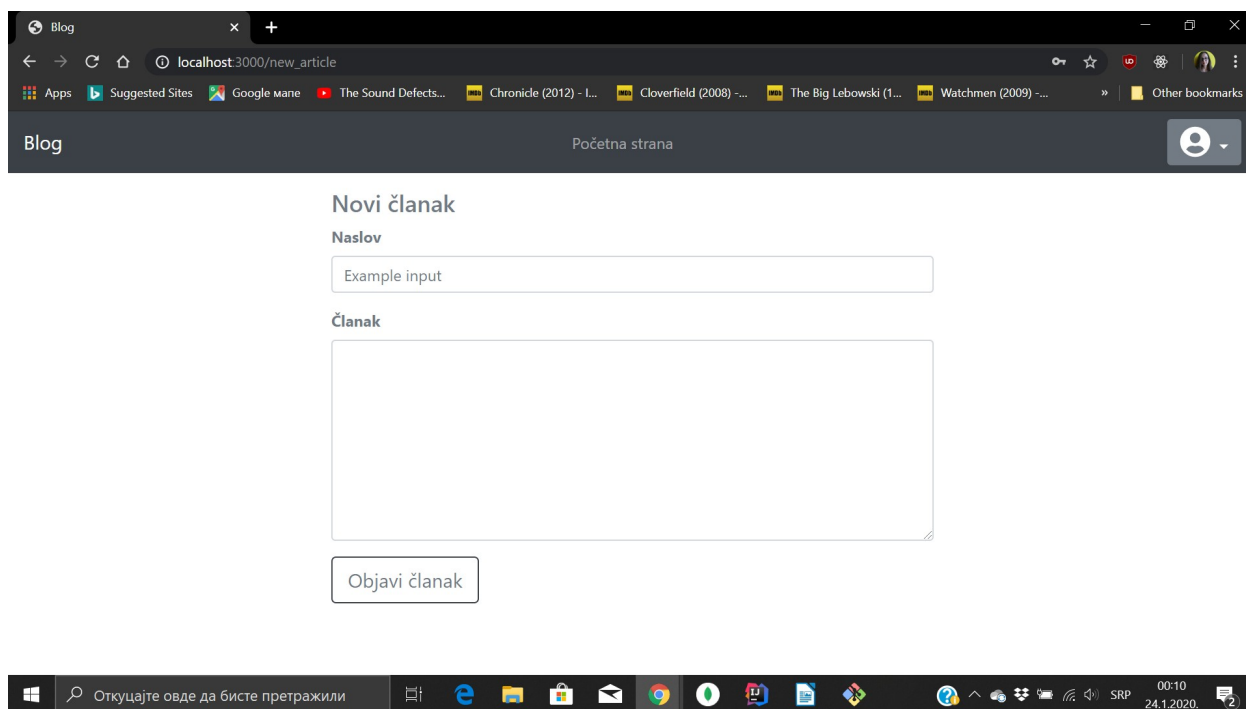 Blog
localhost:3000/new_article
Apps Suggested Sites Google мапе The Sound Defects... Chronicle (2012) - I... Cloverfield (2008) -... The Big Lebowski (1... Watchmen (2009) -... » Other bookmarks
Blog Početna strana
Novi članak
Naslov
Example input
Članak
Objavi članak
Откуцајте овде да бисте претражили SRP 00:10
24.1.2020. 2